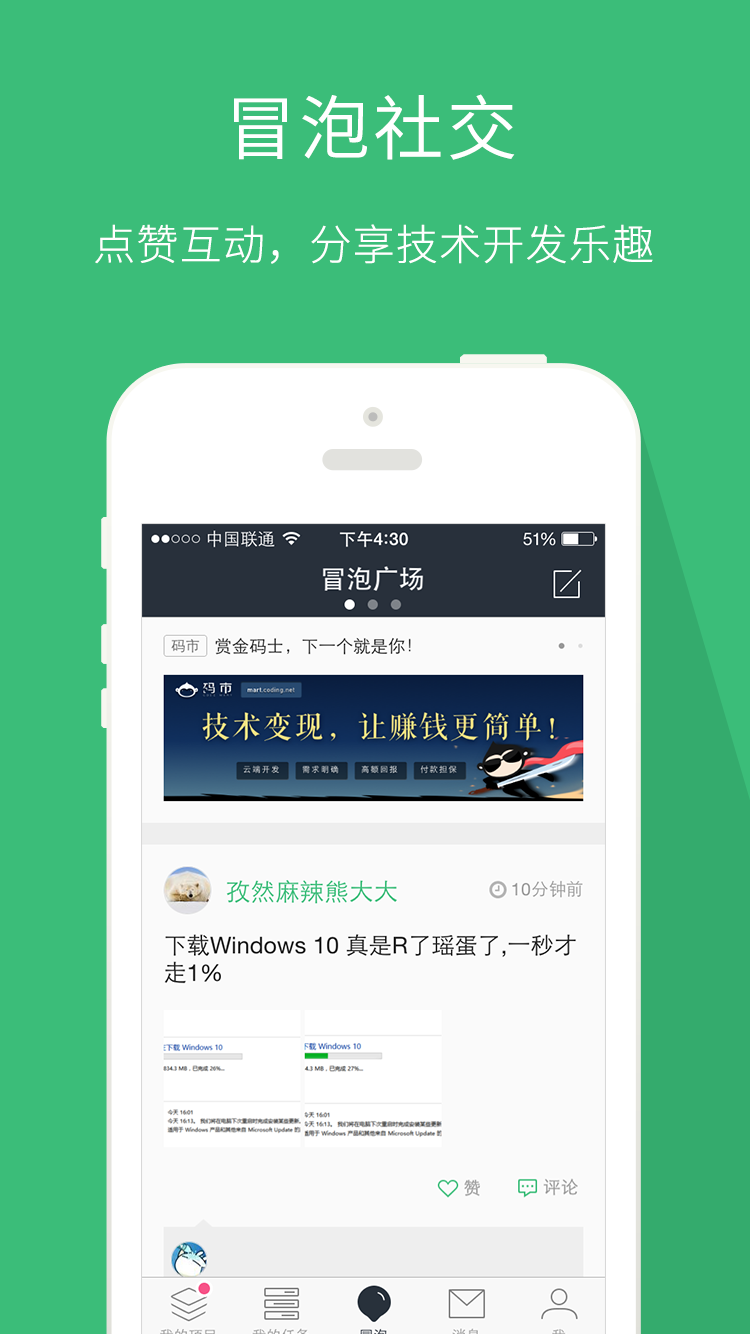 冒泡社交
点赞互动，分享技术开发乐趣
中国联通 下午4:30 51%
冒泡广场
码市 赏金码士，下一个就是你！
码市 mart.coding.net
技术变现，让赚钱更简单！
云端开发 需求明确 高额回报 付款担保
孜然麻辣熊大大 10分钟前
下载Windows 10 真是R了瑶蛋了,一秒才
走1%
下载 Windows 10 下载 Windows 10
834.3 MB，已完成 26%... 4.3 MB，已完成 27%...
今天 16:01 今天 16:01
今天 16:13， 我们将在电脑下次重启时完成安装某些更新。 今天 16:13， 我们将在电脑下次重启时完成安装某些更新
适用于 Windows 产品和其他来自 Microsoft Update 的 适用于 Windows 产品和其他来自 Microsoft Update 的
赞 评论
我的项目 我的任务 冒泡 消息 我